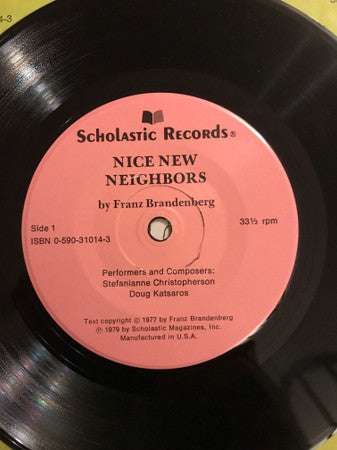 Scholastic Records®
NICE NEW
NEIGHBORS
by Franz Brandenberg
Side 1
33⅓ rpm
ISBN 0-590-31014-3
Performers and Composers:
Stefanianne Christopherson
Doug Katsaros
Text copyright © 1977 by Franz Brandenberg
℗ 1979 by Scholastic Magazines, Inc.
Manufactured in U.S.A.